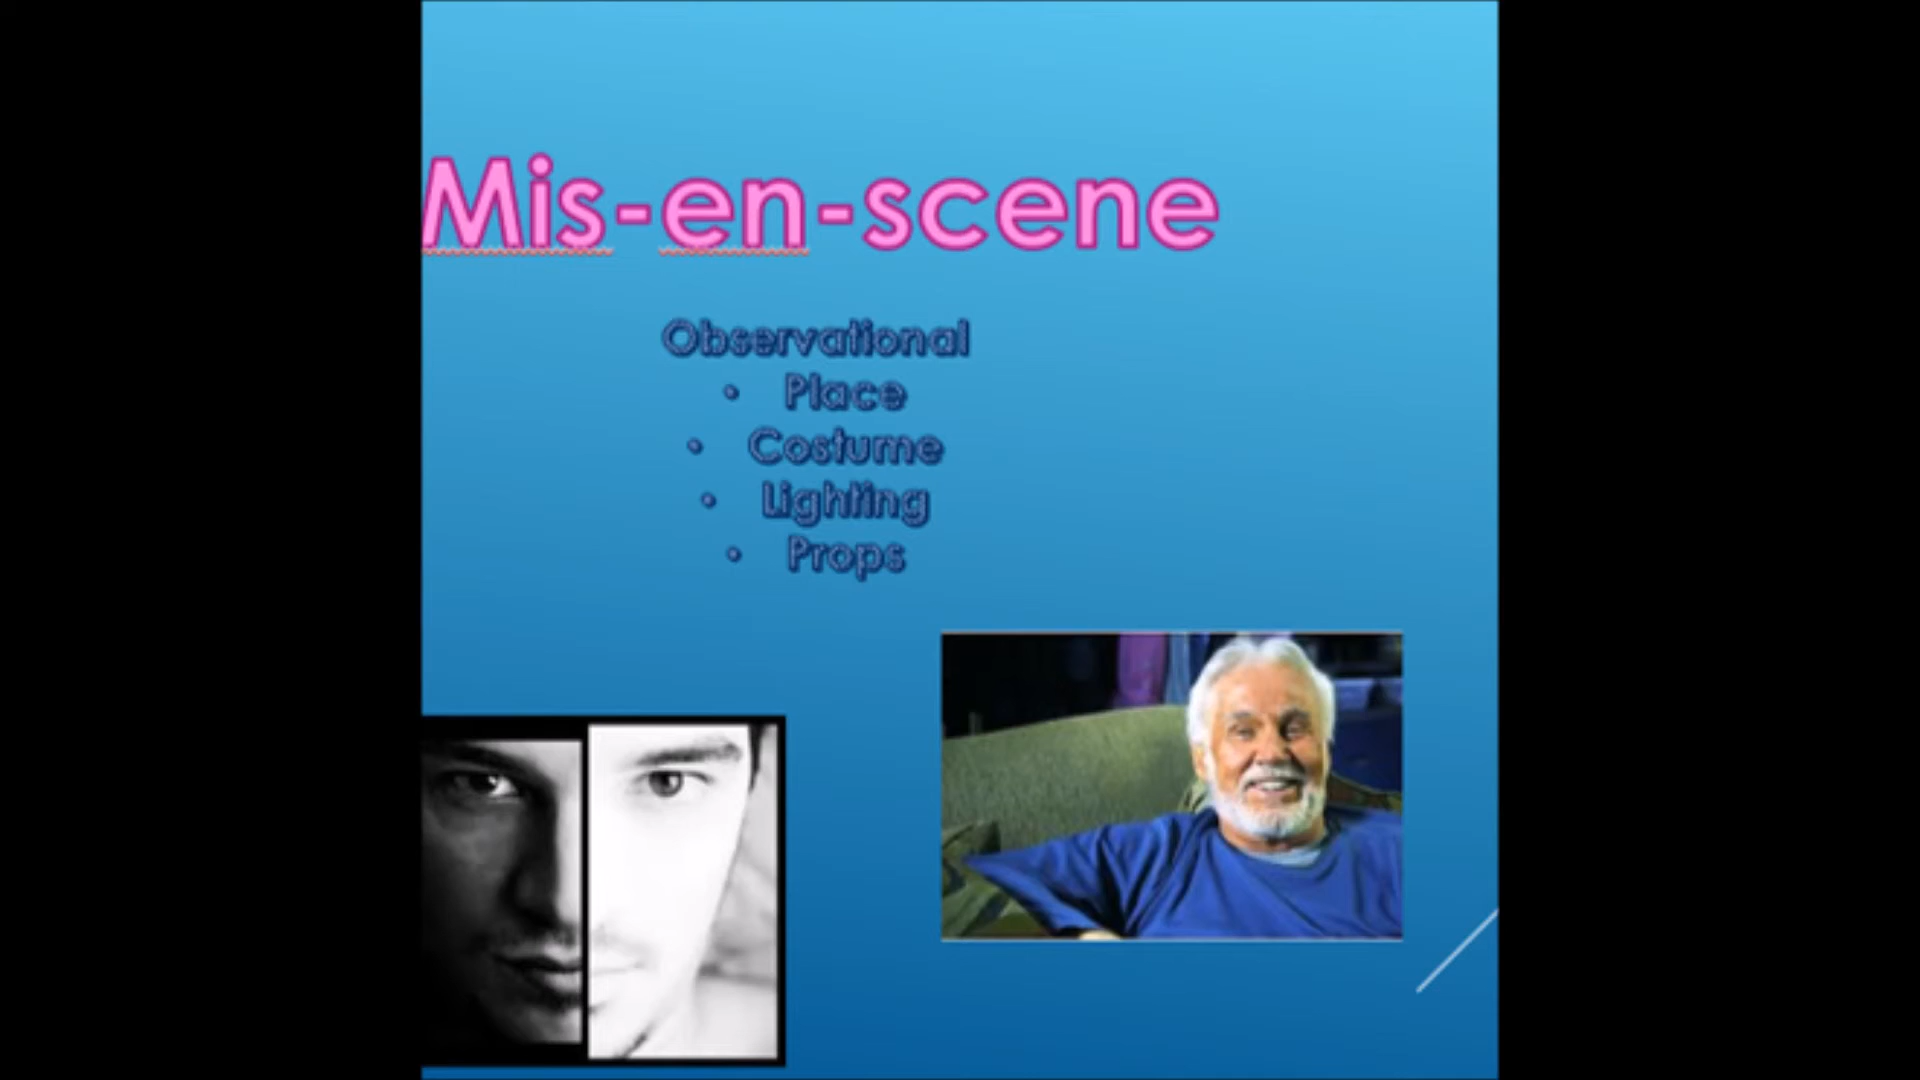 Mis-en-scene
Observational
• Place
• Costume
• Lighting
• Props